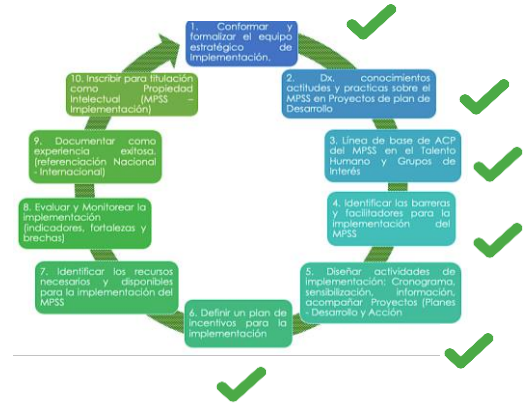 1. Conformar y
formalizar el equipo
estratégico de
Implementación.
2. Dx. conocimientos
actitudes y practicas sobre el
MPSS en Proyectos de plan de
Desarrollo
3. Línea de base de ACP
del MPSS en el Talento
Humano y Grupos de
Interés
4. Identificar las barreras
y facilitadores para la
implementación del
MPSS
5. Diseñar actividades de
implementación: Cronograma,
sensibilización, información,
acompañar Proyectos (Planes
- Desarrollo y Acción
6. Definir un plan de
incentivos para la
implementación
7. Identificar los recursos
necesarios y disponibles
para la implementación del
MPSS
8. Evaluar y Monitorear la
implementación
(indicadores, fortalezas y
brechas)
9. Documentar como
experiencia exitosa.
(referenciación Nacional
- Internacional)
10. Inscribir para titulación
como Propiedad
Intelectual (MPSS –
Implementación)